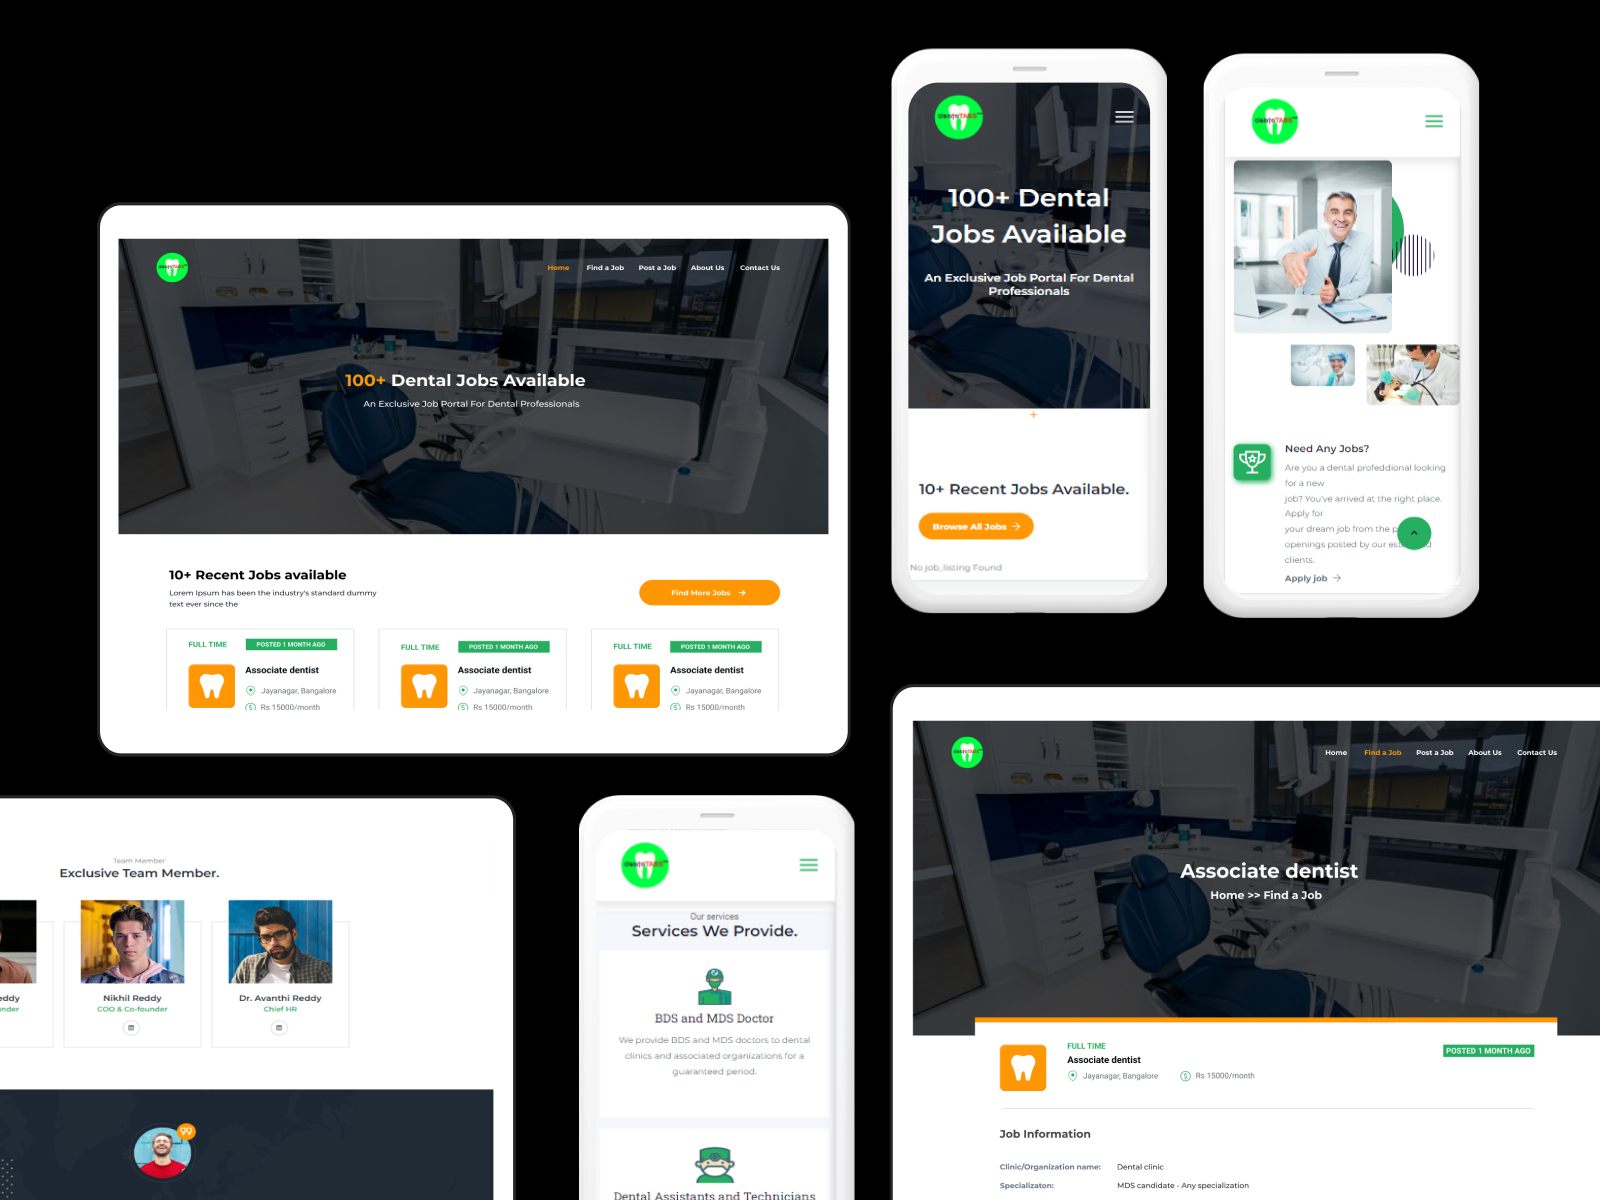 dentoTABS
Home Find a Job Post a Job About Us Contact Us
100+ Dental Jobs Available
An Exclusive Job Portal For Dental Professionals
10+ Recent Jobs available
Lorem Ipsum has been the industry's standard dummy
text ever since the
Find More Jobs →
FULL TIME POSTED 1 MONTH AGO
Associate dentist
Jayanagar, Bangalore
Rs 15000/month
FULL TIME POSTED 1 MONTH AGO
Associate dentist
Jayanagar, Bangalore
Rs 15000/month
FULL TIME POSTED 1 MONTH AGO
Associate dentist
Jayanagar, Bangalore
Rs 15000/month
dentoTABS
100+ Dental
Jobs Available
An Exclusive Job Portal For Dental
Professionals
10+ Recent Jobs Available.
Browse All Jobs →
No job_listing Found
dentoTABS
Need Any Jobs?
Are you a dental profeddional looking
for a new
job? You've arrived at the right place.
Apply for
your dream job from the
openings posted by our
clients.
Apply job →
Team Member
Exclusive Team Member.
Nikhil Reddy
COO & Co-founder
Dr. Avanthi Reddy
Chief HR
dentoTABS
Our services
Services We Provide.
BDS and MDS Doctor
We provide BDS and MDS doctors to dental
clinics and associated organizations for a
guaranteed period.
Dental Assistants and Technicians
dentoTABS
Home Find a Job Post a Job About Us Contact Us
Associate dentist
Home >> Find a Job
FULL TIME
POSTED 1 MONTH AGO
Associate dentist
Jayanagar, Bangalore Rs 15000/month
Job Information
Clinic/Organization name: Dental clinic
Specializaton: MDS candidate - Any specialization